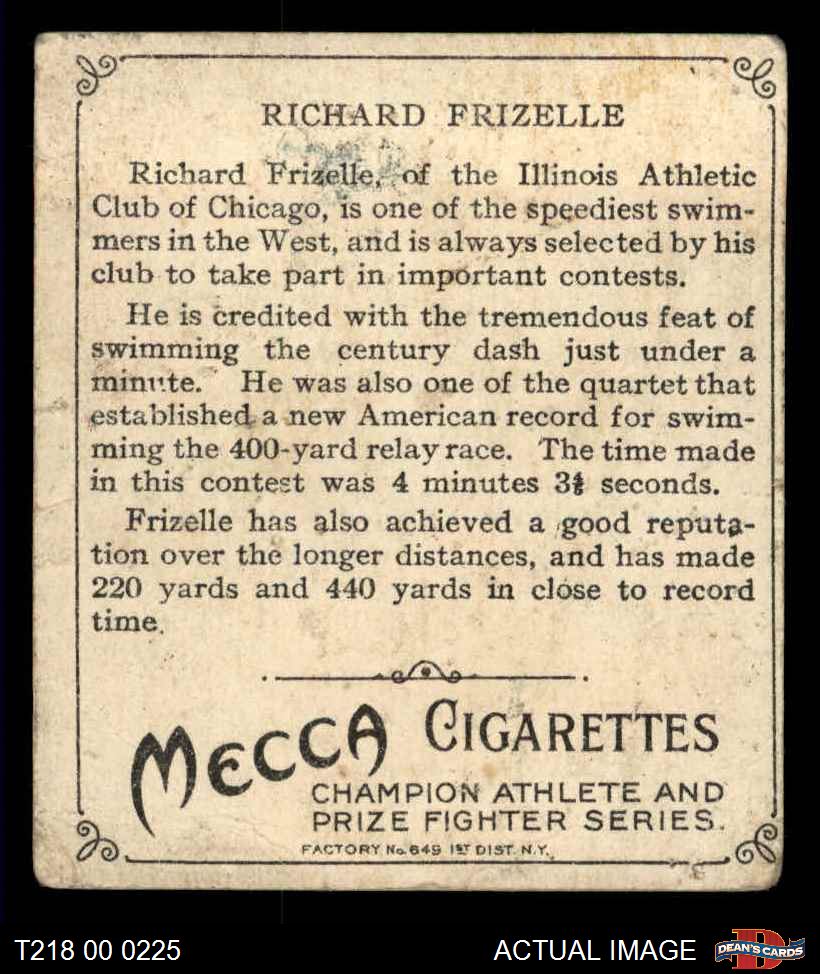 RICHARD FRIZELLE
Richard Frizelle, of the Illinois Athletic
Club of Chicago, is one of the speediest swim-
mers in the West, and is always selected by his
club to take part in important contests.
He is credited with the tremendous feat of
swimming the century dash just under a
minute. He was also one of the quartet that
established a new American record for swim-
ming the 400-yard relay race. The time made
in this contest was 4 minutes seconds.
Frizelle has also achieved a good reputa-
tion over the longer distances, and has made
220 yards and 440 yards in close to record
time.
MECCA CIGARETTES
CHAMPION ATHLETE AND
PRIZE FIGHTER SERIES.
FACTORY No. 649 1ST DIST. N.Y.
T218 00 0225
ACTUAL IMAGE
DEAN'S CARDS